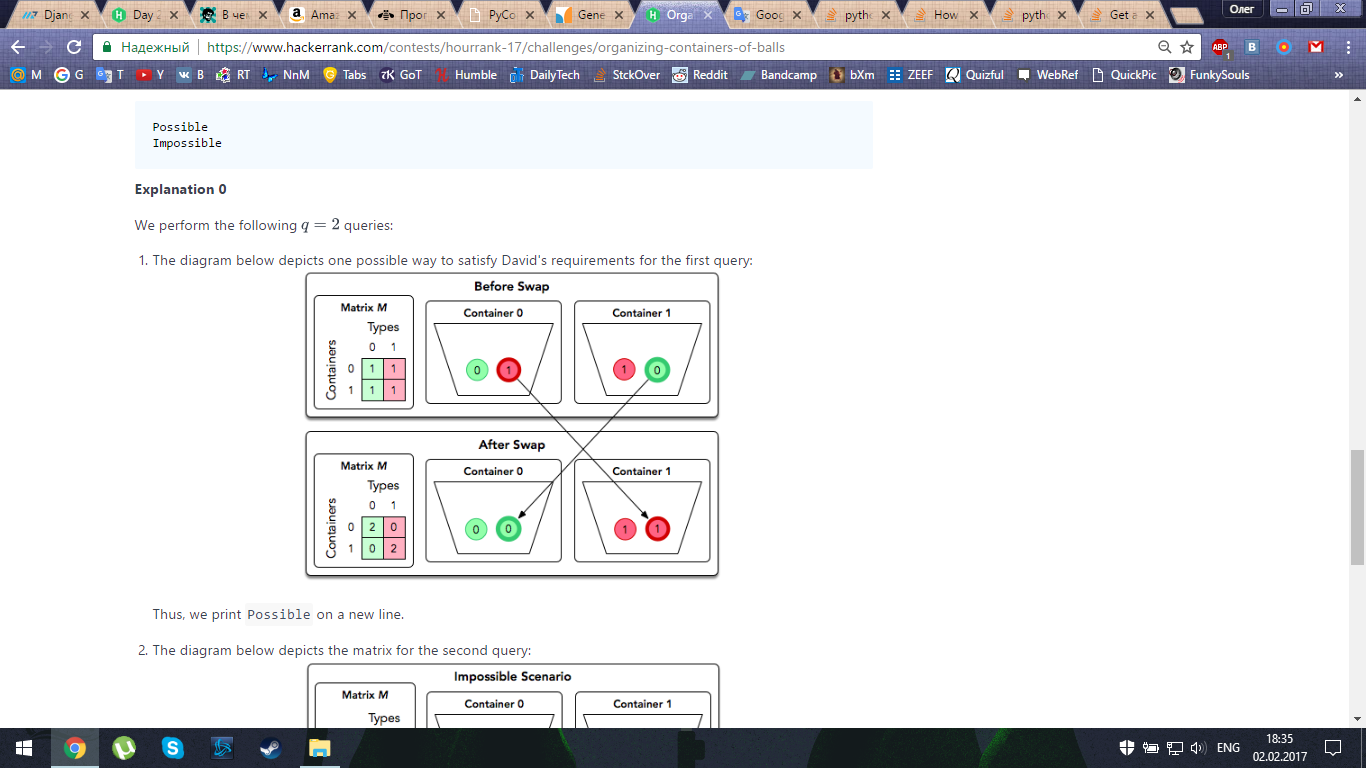 Djan
Day 2
В чег
Amaz
Прог
PyCo
Gene
Orga
Goog
pytho
How
pytho
Get a
Олег
Надежный
https://www.hackerrank.com/contests/hourrank-17/challenges/organizing-containers-of-balls
M G T Y B RT NnM Tabs GoT Humble DailyTech StckOver Reddit Bandcamp bXm ZEEF Quizful WebRef QuickPic FunkySouls »
Possible
Impossible
Explanation 0
We perform the following q = 2 queries:
1. The diagram below depicts one possible way to satisfy David's requirements for the first query:
Before Swap
Matrix M
Types
0 1
Containers
0 1 1
1 1 1
Container 0
0 1
Container 1
1 0
After Swap
Matrix M
Types
0 1
Containers
0 2 0
1 0 2
Container 0
0 0
Container 1
1 1
Thus, we print Possible on a new line.
2. The diagram below depicts the matrix for the second query:
Impossible Scenario
Matrix M
Types
Container 0
Container 1
ENG
18:35
02.02.2017